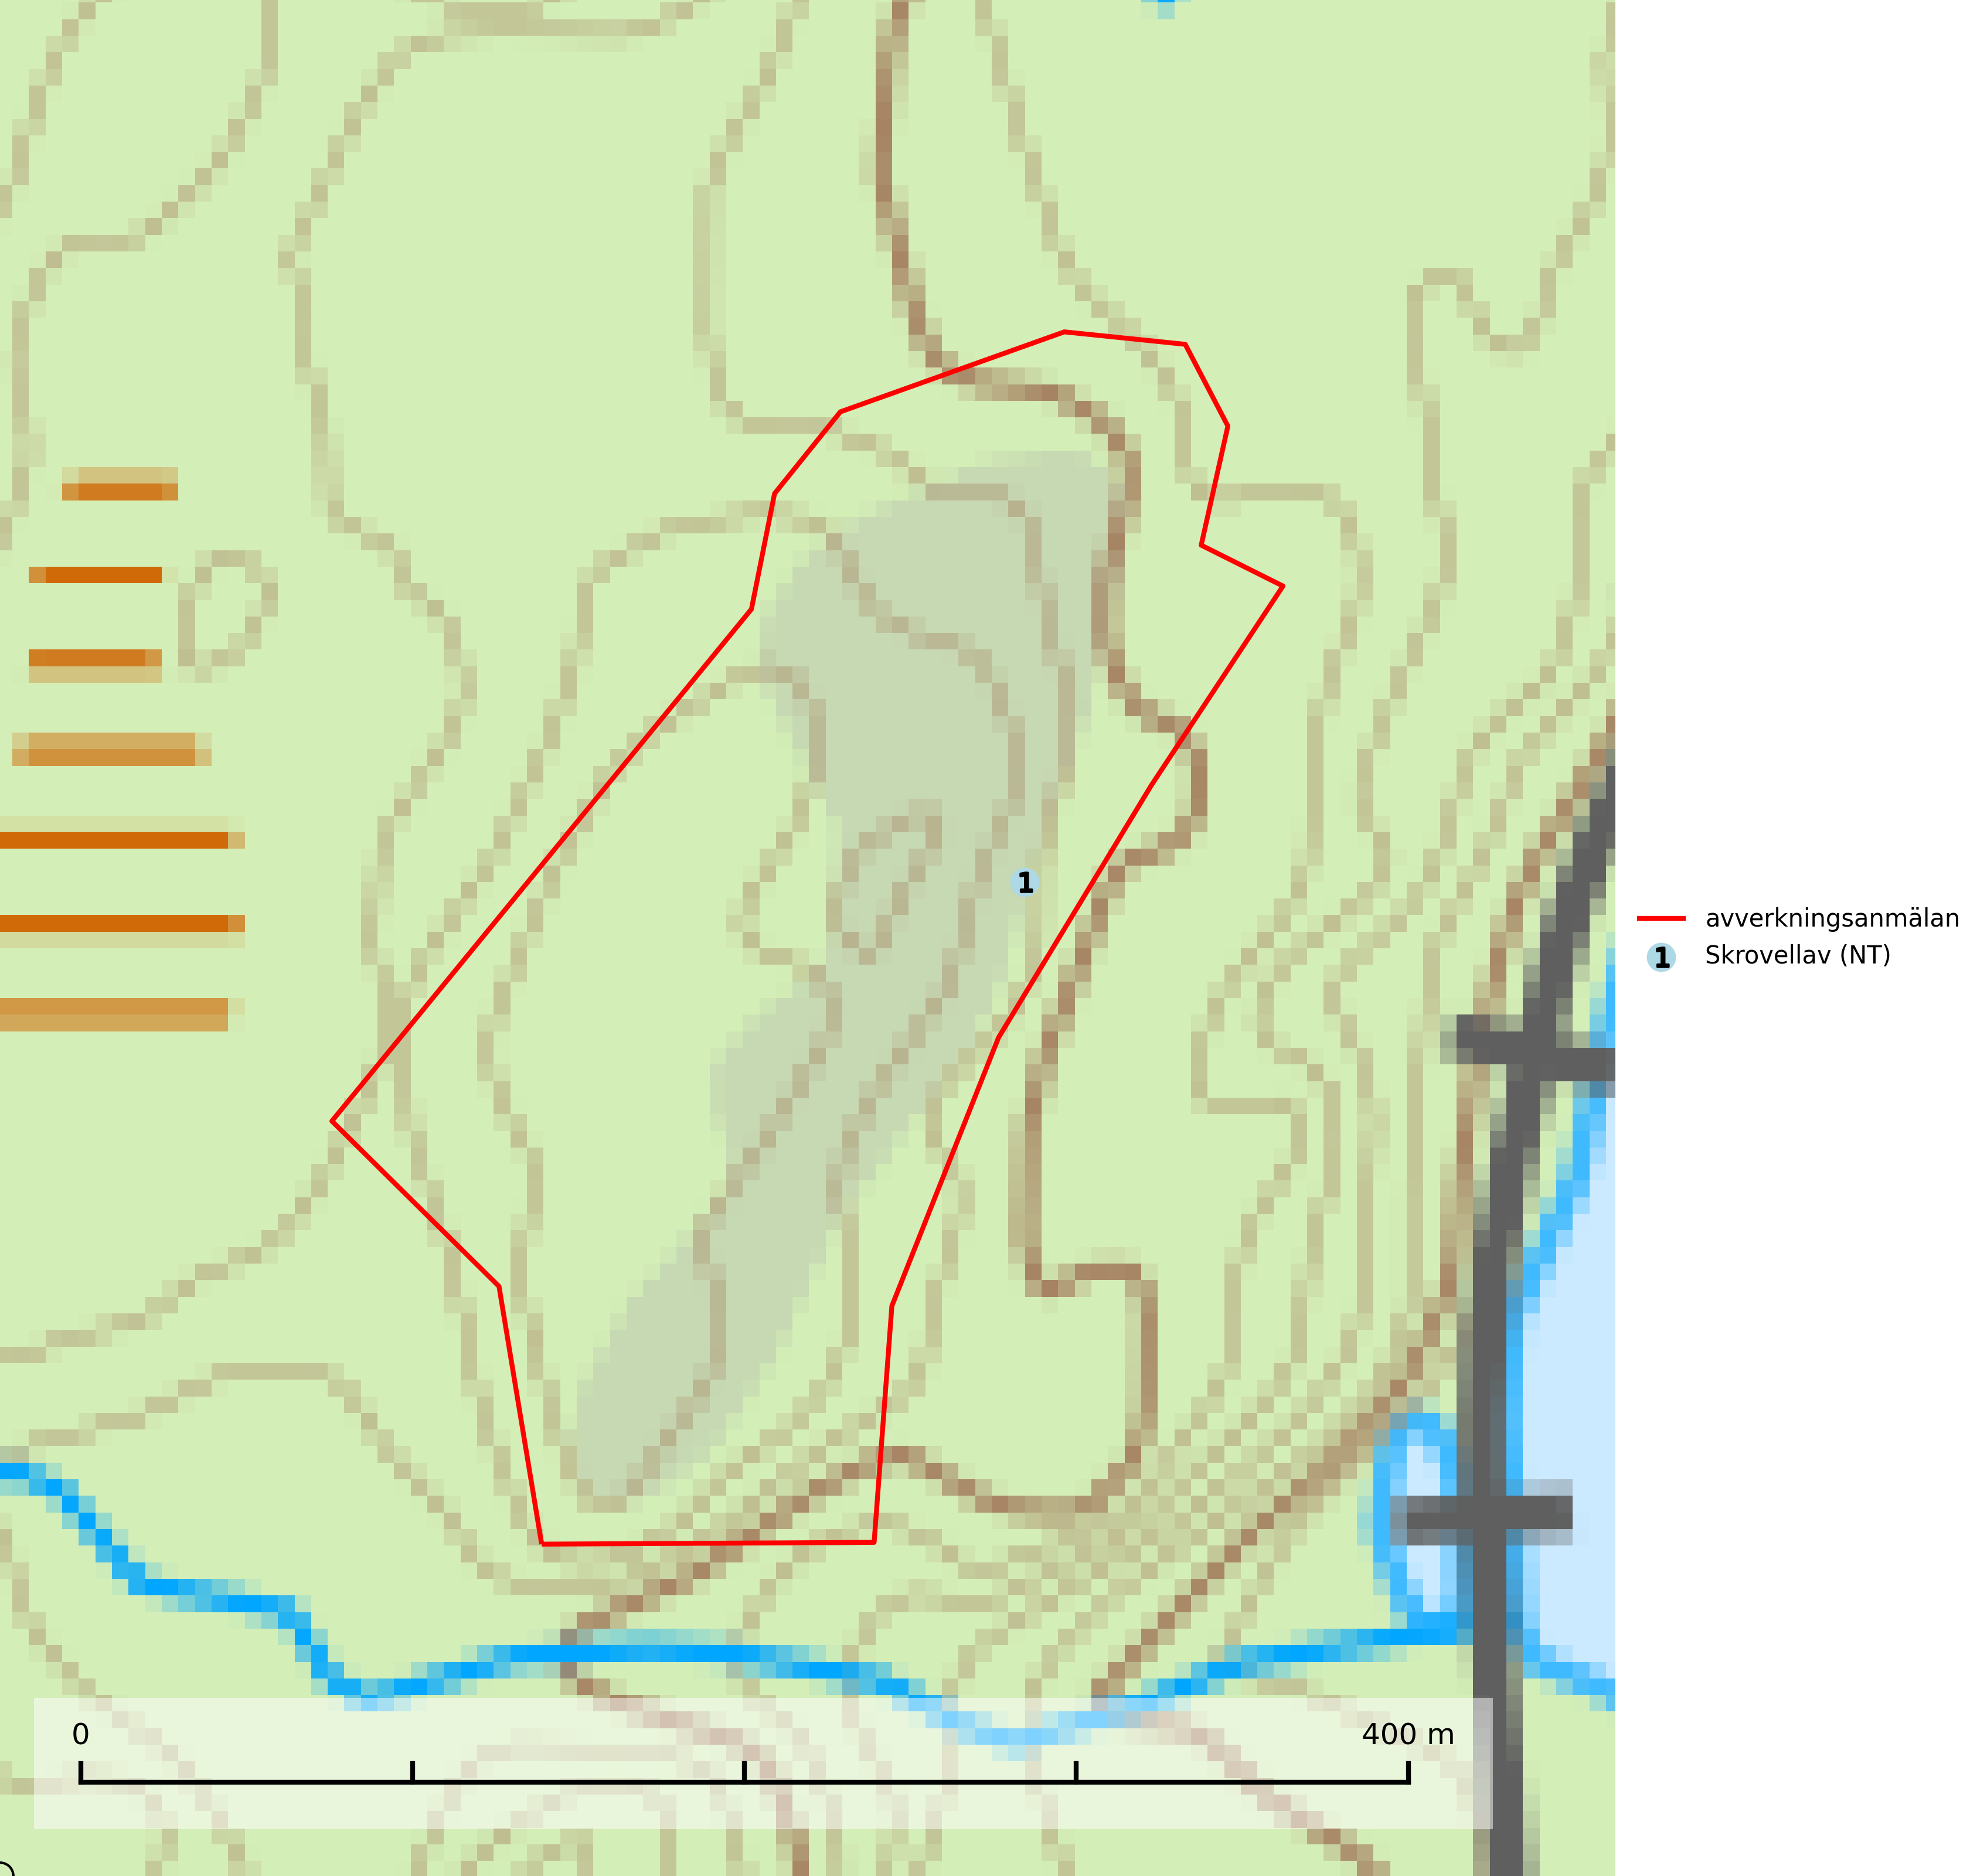 1
avverkningsanmälan
1 Skrovellav (NT)
0 400 m